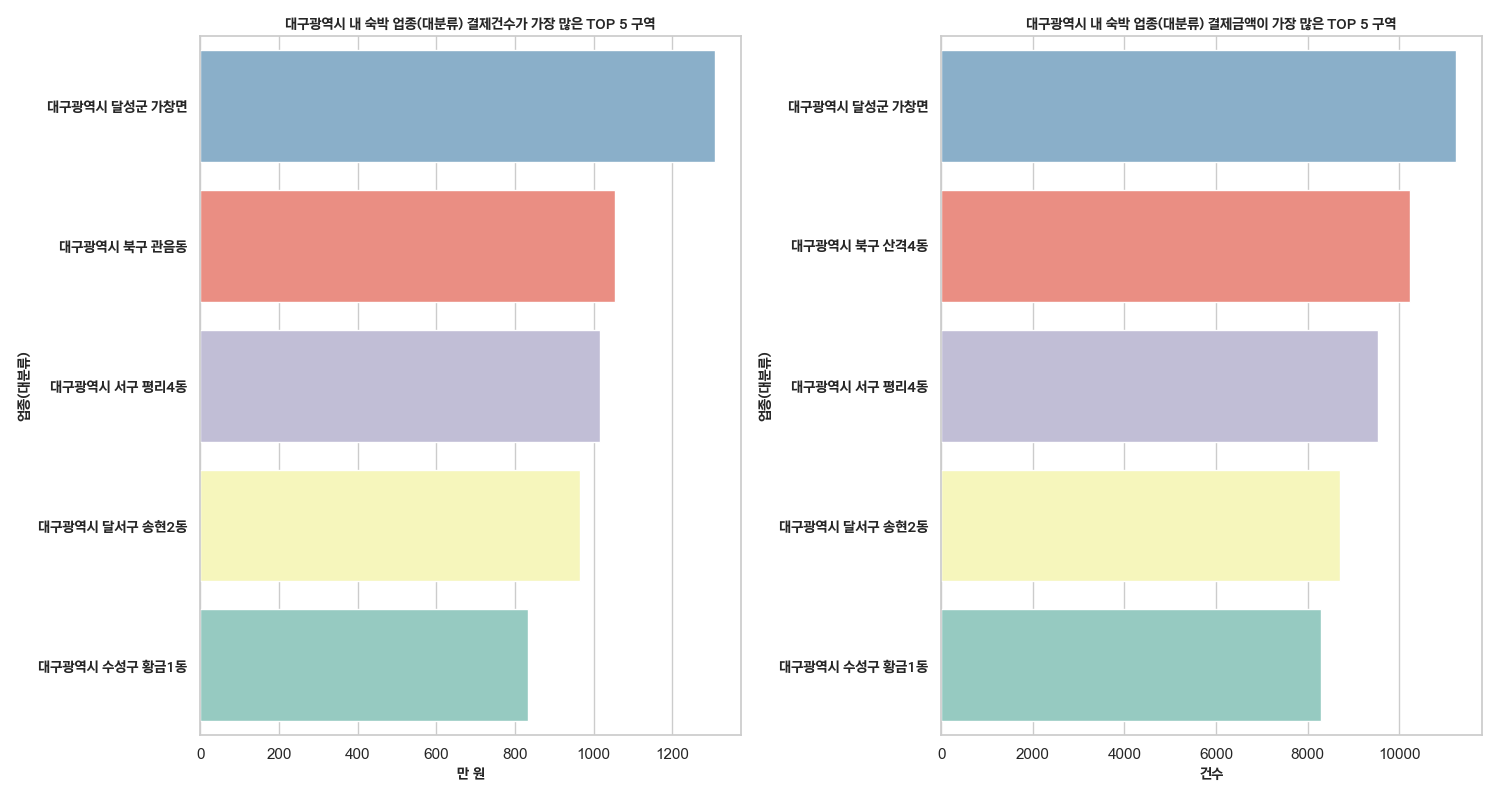 대구광역시 내 숙박 업종(대분류) 결제건수가 가장 많은 TOP 5 구역
업종(대분류)
대구광역시 달성군 가창면
대구광역시 북구 관음동
대구광역시 서구 평리4동
대구광역시 달서구 송현2동
대구광역시 수성구 황금1동
0 200 400 600 800 1000 1200
만 원
대구광역시 내 숙박 업종(대분류) 결제금액이 가장 많은 TOP 5 구역
업종(대분류)
대구광역시 달성군 가창면
대구광역시 북구 산격4동
대구광역시 서구 평리4동
대구광역시 달서구 송현2동
대구광역시 수성구 황금1동
0 2000 4000 6000 8000 10000
건수